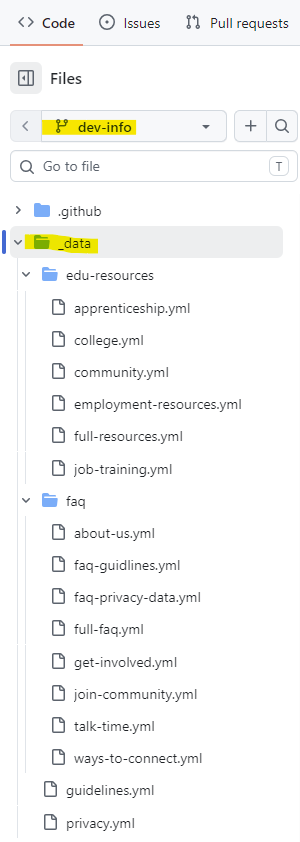 Code Issues Pull requests
Files
dev-info
Go to file T
.github
_data
edu-resources
apprenticeship.yml
college.yml
community.yml
employment-resources.yml
full-resources.yml
job-training.yml
faq
about-us.yml
faq-guidlines.yml
faq-privacy-data.yml
full-faq.yml
get-involved.yml
join-community.yml
talk-time.yml
ways-to-connect.yml
guidelines.yml
privacy.yml